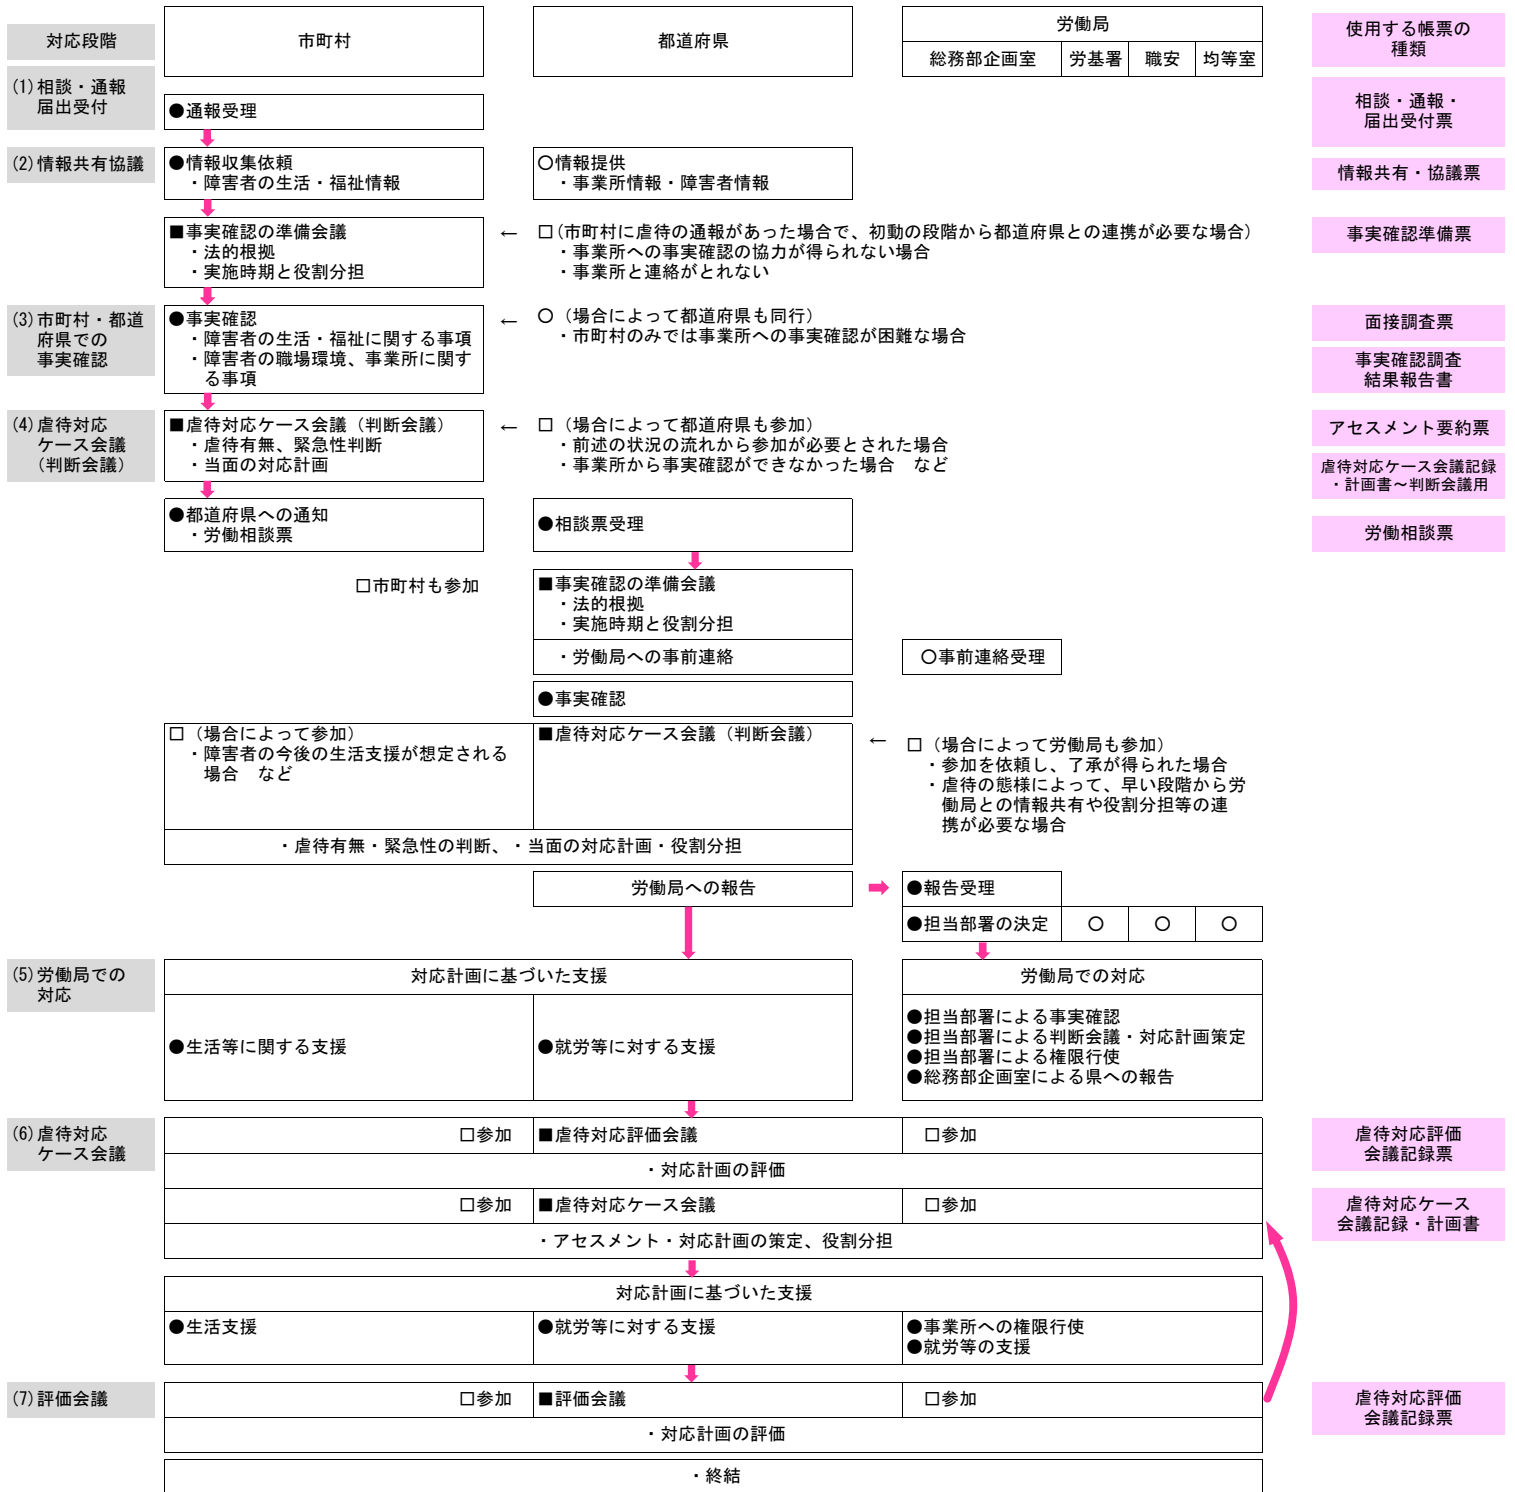 対応段階
市町村
都道府県
労働局
総務部企画室
労基署
職安
均等室
使用する帳票の
種類
(1)相談・通報
届出受付
●通報受理
相談・通報・
届出受付票
(2)情報共有協議
●情報収集依頼
・障害者の生活・福祉情報
○情報提供
・事業所情報・障害者情報
情報共有・協議票
■事実確認の準備会議
・法的根拠
・実施時期と役割分担
←
□(市町村に虐待の通報があった場合で、初動の段階から都道府県との連携が必要な場合)
・事業所への事実確認の協力が得られない場合
・事業所と連絡がとれない
事実確認準備票
(3)市町村・都道
府県での
事実確認
●事実確認
・障害者の生活・福祉に関する事項
・障害者の職場環境、事業所に関す
る事項
←
○（場合によって都道府県も同行）
・市町村のみでは事業所への事実確認が困難な場合
面接調査票
事実確認調査
結果報告書
(4)虐待対応
ケース会議
(判断会議)
■虐待対応ケース会議（判断会議）
・虐待有無、緊急性判断
・当面の対応計画
←
□（場合によって都道府県も参加）
・前述の状況の流れから参加が必要とされた場合
・事業所から事実確認ができなかった場合　など
アセスメント要約票
虐待対応ケース会議記録
・計画書～判断会議用
●都道府県への通知
・労働相談票
●相談票受理
労働相談票
□市町村も参加
■事実確認の準備会議
・法的根拠
・実施時期と役割分担
・労働局への事前連絡
○事前連絡受理
●事実確認
□（場合によって参加）
・障害者の今後の生活支援が想定される
場合　など
■虐待対応ケース会議（判断会議）
←
□（場合によって労働局も参加）
・参加を依頼し、了承が得られた場合
・虐待の態様によって、早い段階から労
働局との情報共有や役割分担等の連
携が必要な場合
・虐待有無・緊急性の判断、・当面の対応計画・役割分担
労働局への報告
●報告受理
●担当部署の決定
○
○
○
(5)労働局での
対応
対応計画に基づいた支援
労働局での対応
●生活等に関する支援
●就労等に対する支援
●担当部署による事実確認
●担当部署による判断会議・対応計画策定
●担当部署による権限行使
●総務部企画室による県への報告
(6)虐待対応
ケース会議
□参加
■虐待対応評価会議
□参加
虐待対応評価
会議記録票
・対応計画の評価
□参加
■虐待対応ケース会議
□参加
虐待対応ケース
会議記録・計画書
・アセスメント・対応計画の策定、役割分担
対応計画に基づいた支援
●生活支援
●就労等に対する支援
●事業所への権限行使
●就労等の支援
(7)評価会議
□参加
■評価会議
□参加
虐待対応評価
会議記録票
・対応計画の評価
・終結